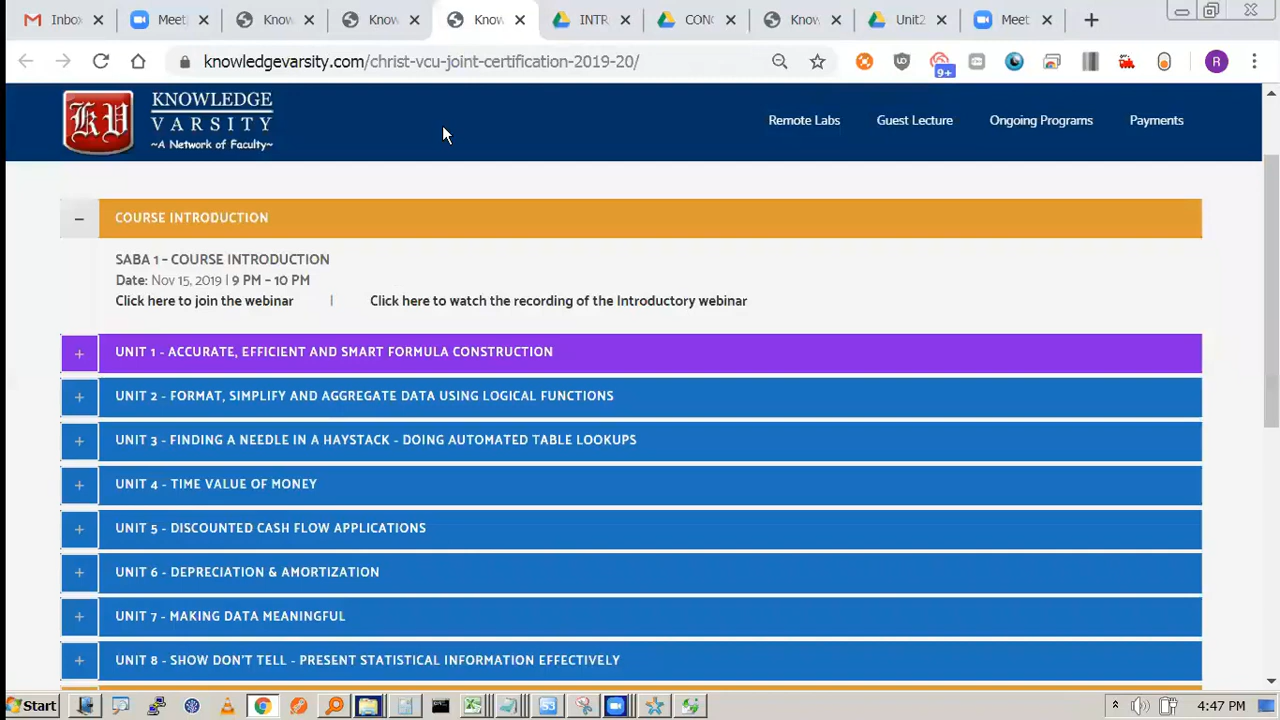 Inbox
Meet
Know
Know
Know
INTR
CONC
Know
Unit2
Meet
knowledgevarsity.com/christ-vcu-joint-certification-2019-20/
9+
R
KV
KNOWLEDGE
VARSITY
~A Network of Faculty~
Remote Labs
Guest Lecture
Ongoing Programs
Payments
COURSE INTRODUCTION
SABA 1 – COURSE INTRODUCTION
Date: Nov 15, 2019 | 9 PM – 10 PM
Click here to join the webinar | Click here to watch the recording of the Introductory webinar
UNIT 1 - ACCURATE, EFFICIENT AND SMART FORMULA CONSTRUCTION
UNIT 2 - FORMAT, SIMPLIFY AND AGGREGATE DATA USING LOGICAL FUNCTIONS
UNIT 3 - FINDING A NEEDLE IN A HAYSTACK - DOING AUTOMATED TABLE LOOKUPS
UNIT 4 - TIME VALUE OF MONEY
UNIT 5 - DISCOUNTED CASH FLOW APPLICATIONS
UNIT 6 - DEPRECIATION & AMORTIZATION
UNIT 7 - MAKING DATA MEANINGFUL
UNIT 8 - SHOW DON'T TELL - PRESENT STATISTICAL INFORMATION EFFECTIVELY
Start
4:47 PM